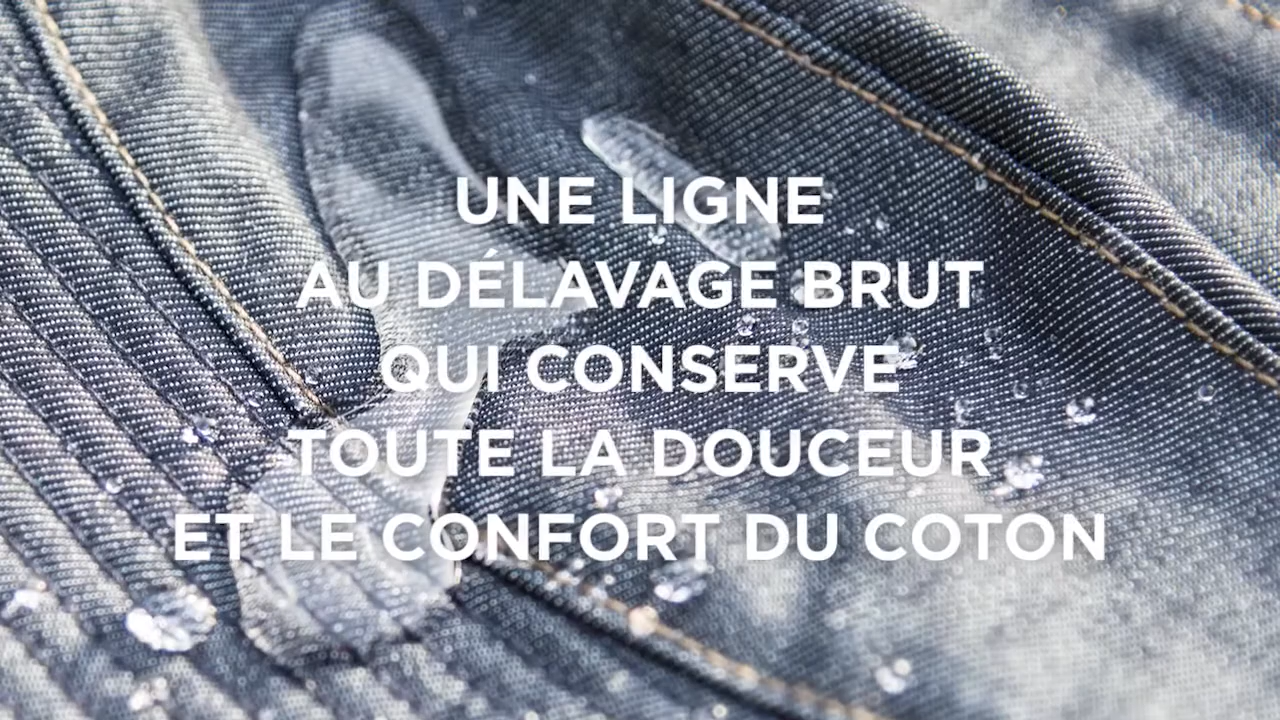 UNE LIGNE
AU DÉLAVAGE BRUT
QUI CONSERVE
TOUTE LA DOUCEUR
ET LE CONFORT DU COTON